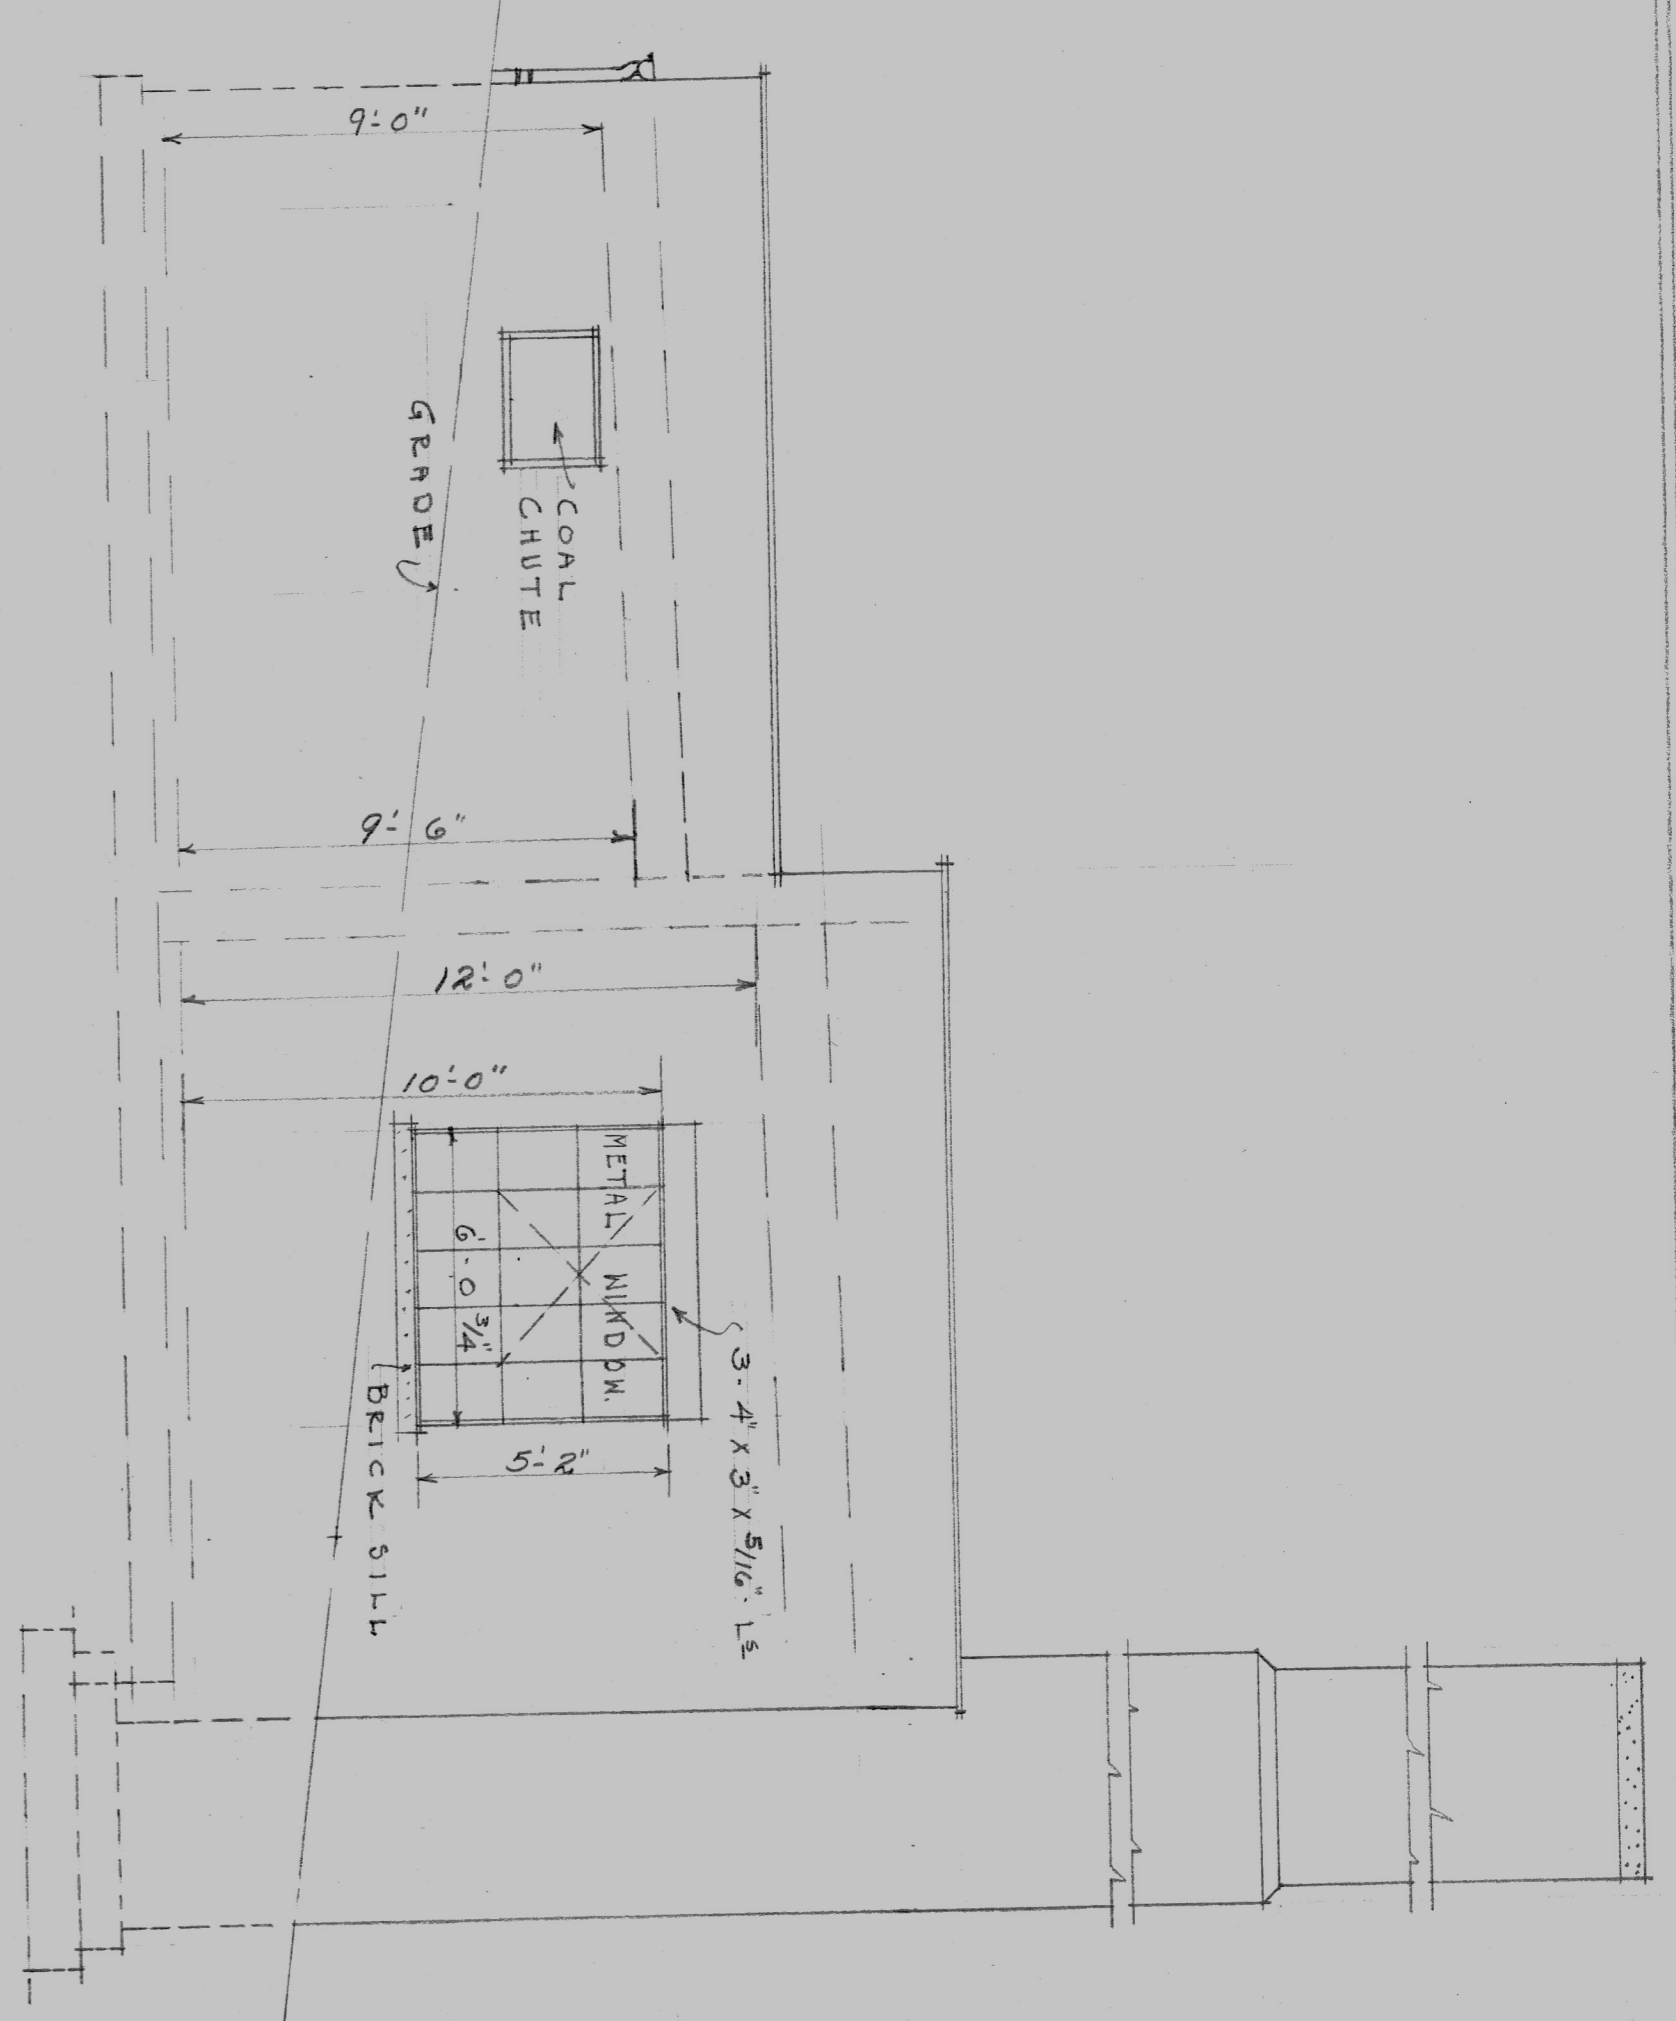 9'-0"
COAL
CHUTE
GRADE
9'-6"
12'-0"
10'-0"
METAL WINDOW.
6'-0 3/4"
3-4" X 3" X 5/16" Ls
BRICK SILL
5'-2"